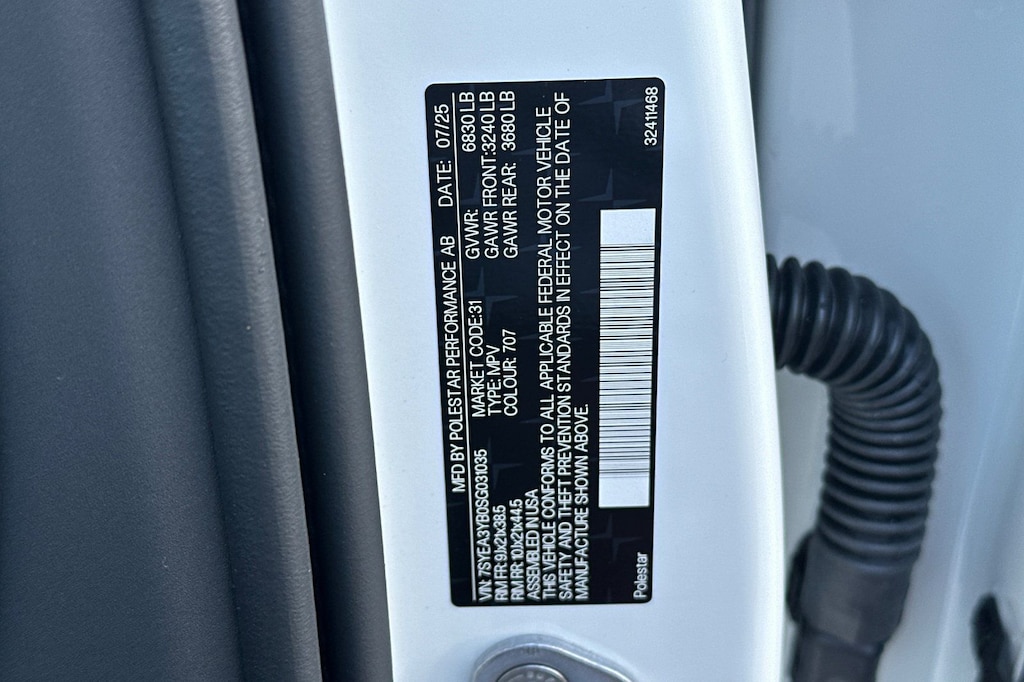 MFD BY POLESTAR PERFORMANCE AB DATE: 07/25
VIN: 7SYEA3YB0SG031035 MARKET CODE:31 GVWR: 6830 LB
RIM FR: 9Jx21x38.5 TYPE: MPV GAWR FRONT:3240 LB
RIM RR: 10Jx21x44.5 COLOUR: 707 GAWR REAR: 3680 LB
ASSEMBLED IN USA
THIS VEHICLE CONFORMS TO ALL APPLICABLE FEDERAL MOTOR VEHICLE
SAFETY AND THEFT PREVENTION STANDARDS IN EFFECT ON THE DATE OF
MANUFACTURE SHOWN ABOVE.
Polestar 32411468